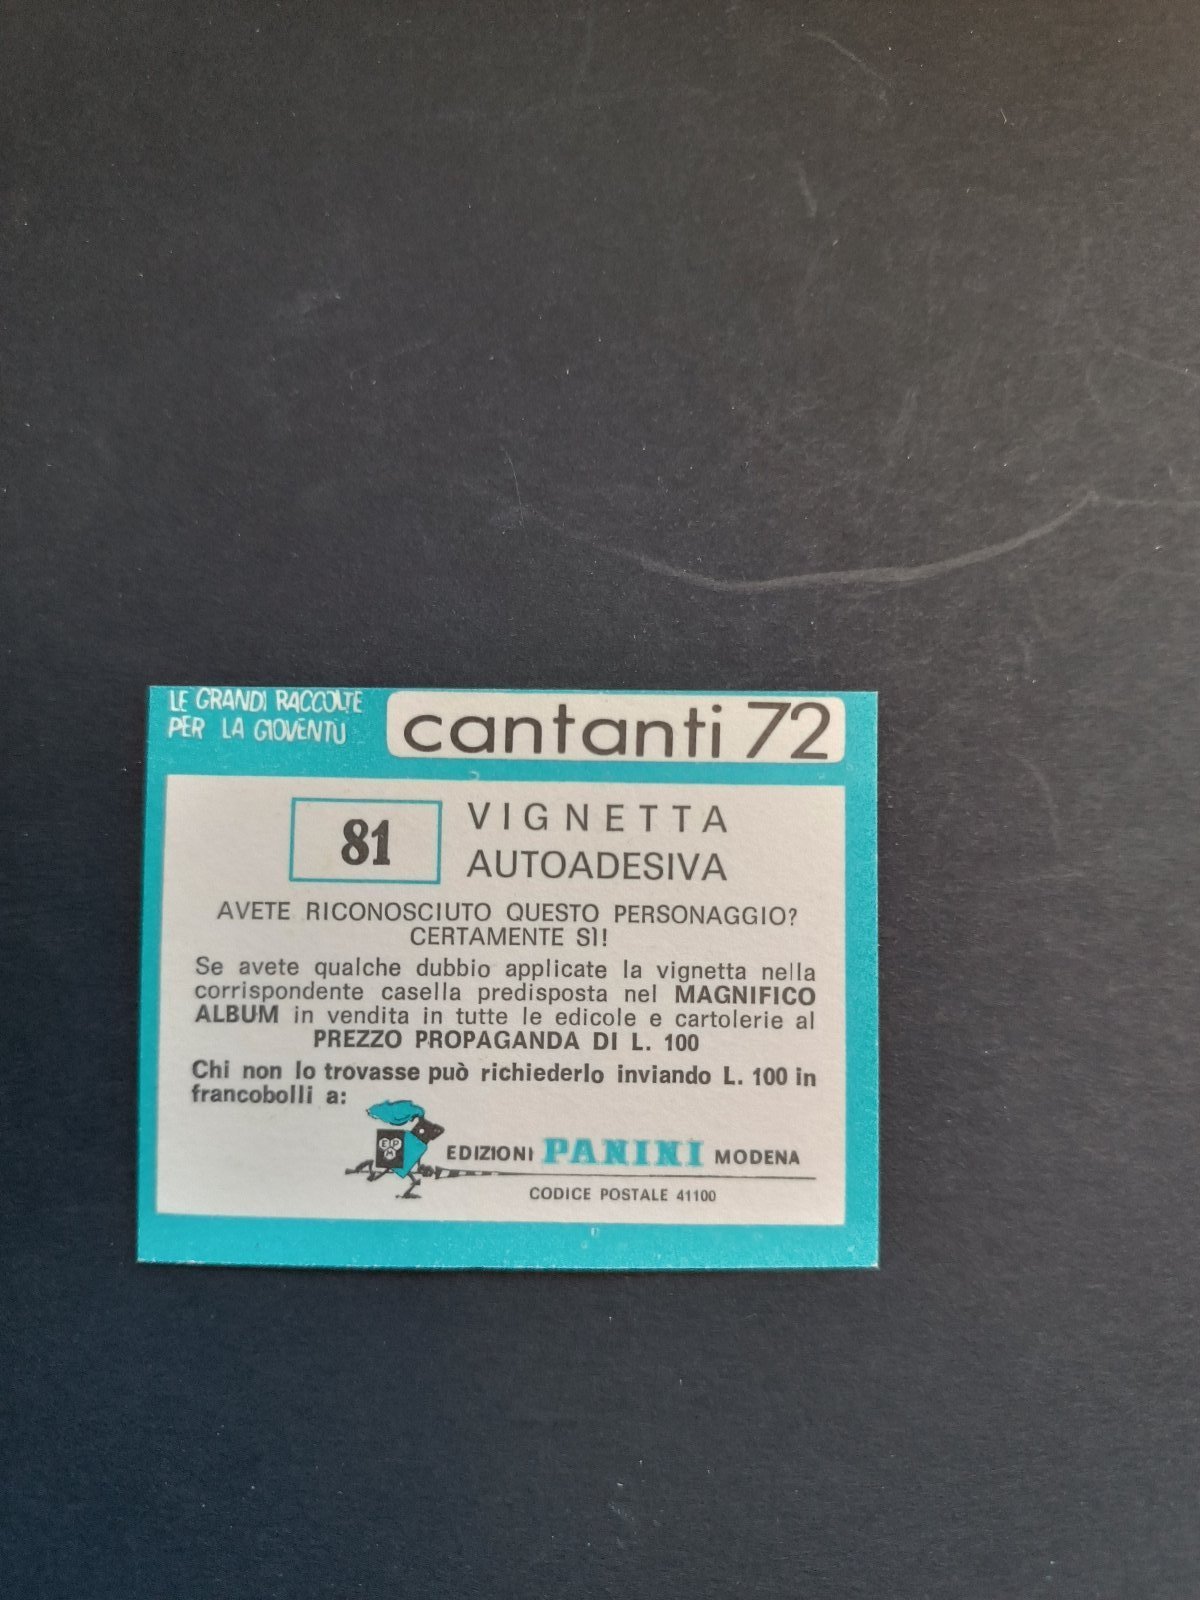 LE GRANDI RACCOLTE
PER LA GIOVENTÙ
cantanti 72
81
VIGNETTA
AUTOADESIVA
AVETE RICONOSCIUTO QUESTO PERSONAGGIO?
CERTAMENTE SÌ!
Se avete qualche dubbio applicate la vignetta nella
corrispondente casella predisposta nel MAGNIFICO
ALBUM in vendita in tutte le edicole e cartolerie al
PREZZO PROPAGANDA DI L. 100
Chi non lo trovasse può richiederlo inviando L. 100 in
francobolli a:
EPM
EDIZIONI PANINI MODENA
CODICE POSTALE 41100